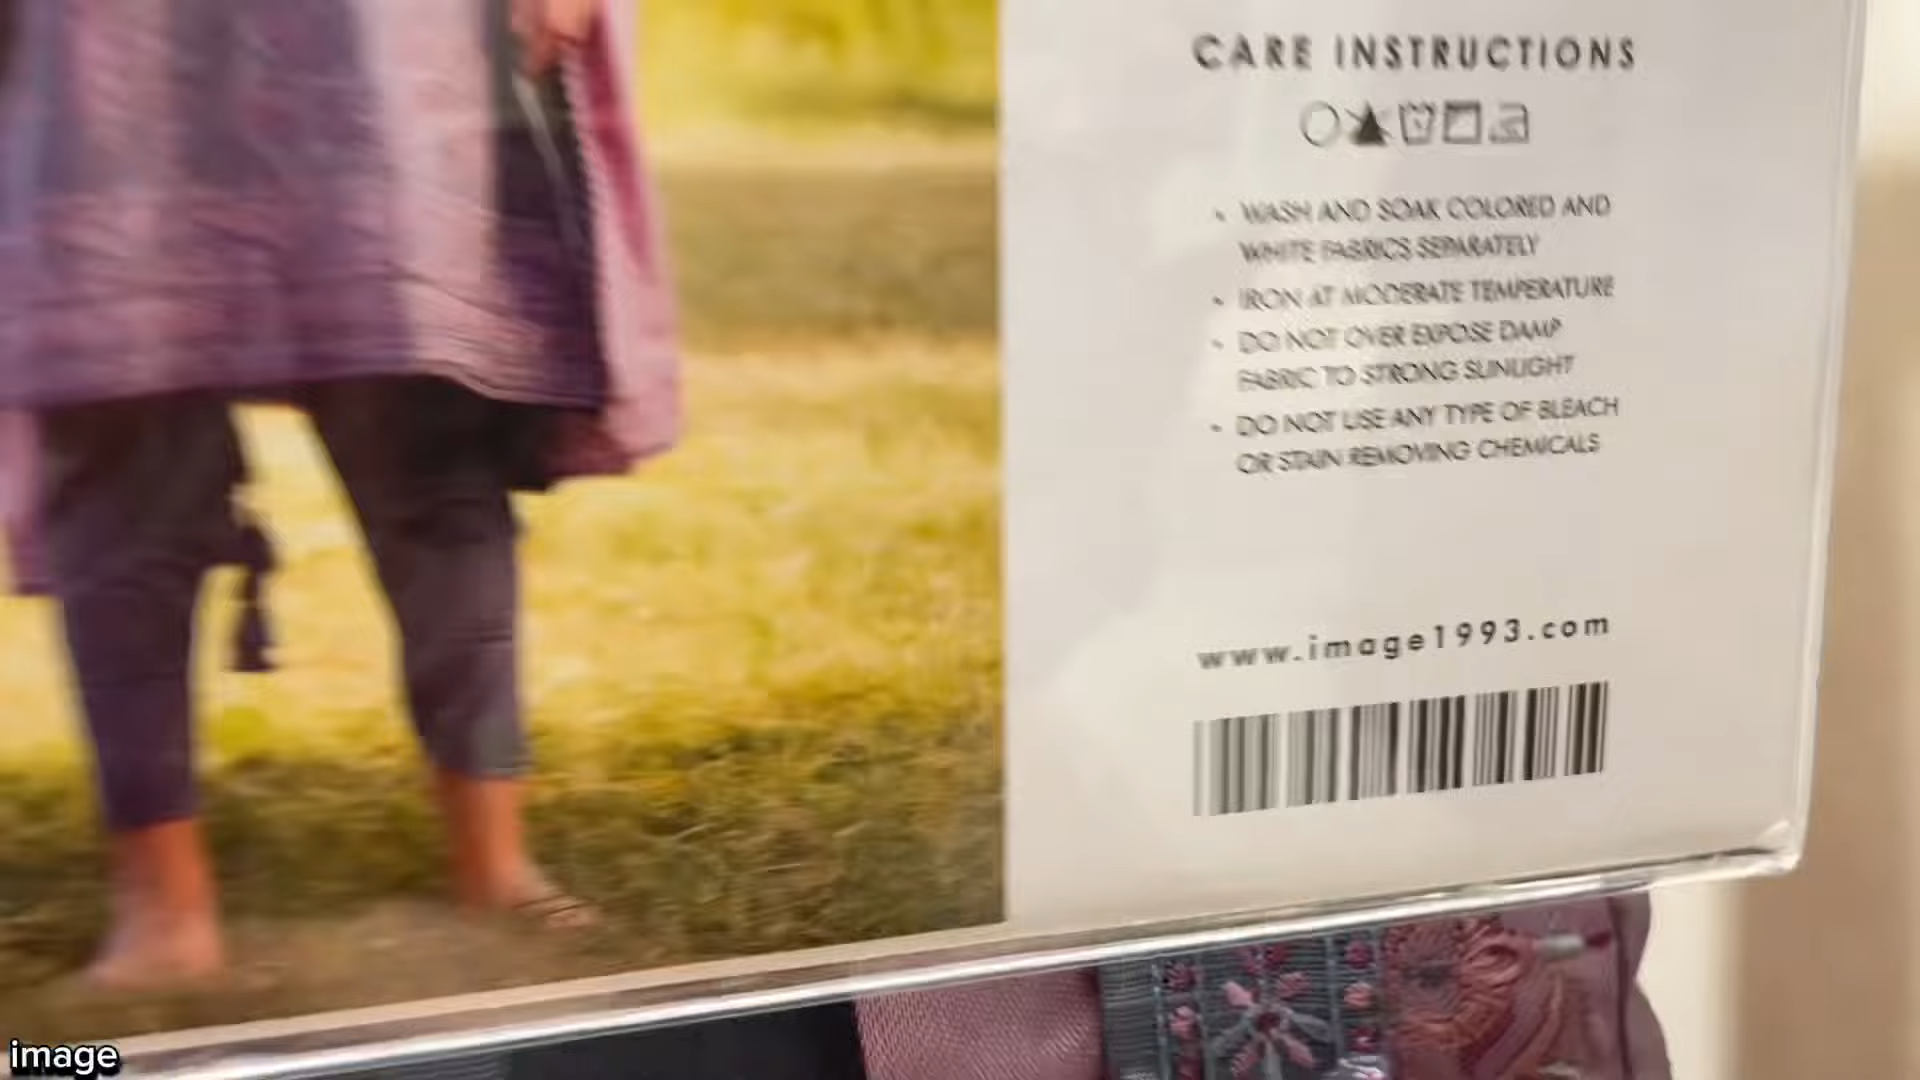 CARE INSTRUCTIONS
• WASH AND SOAK COLORED AND
WHITE FABRICS SEPARATELY
• IRON AT MODERATE TEMPERATURE
• DO NOT OVER EXPOSE DAMP
FABRIC TO STRONG SUNLIGHT
• DO NOT USE ANY TYPE OF BLEACH
OR STAIN REMOVING CHEMICALS
www.image1993.com
image